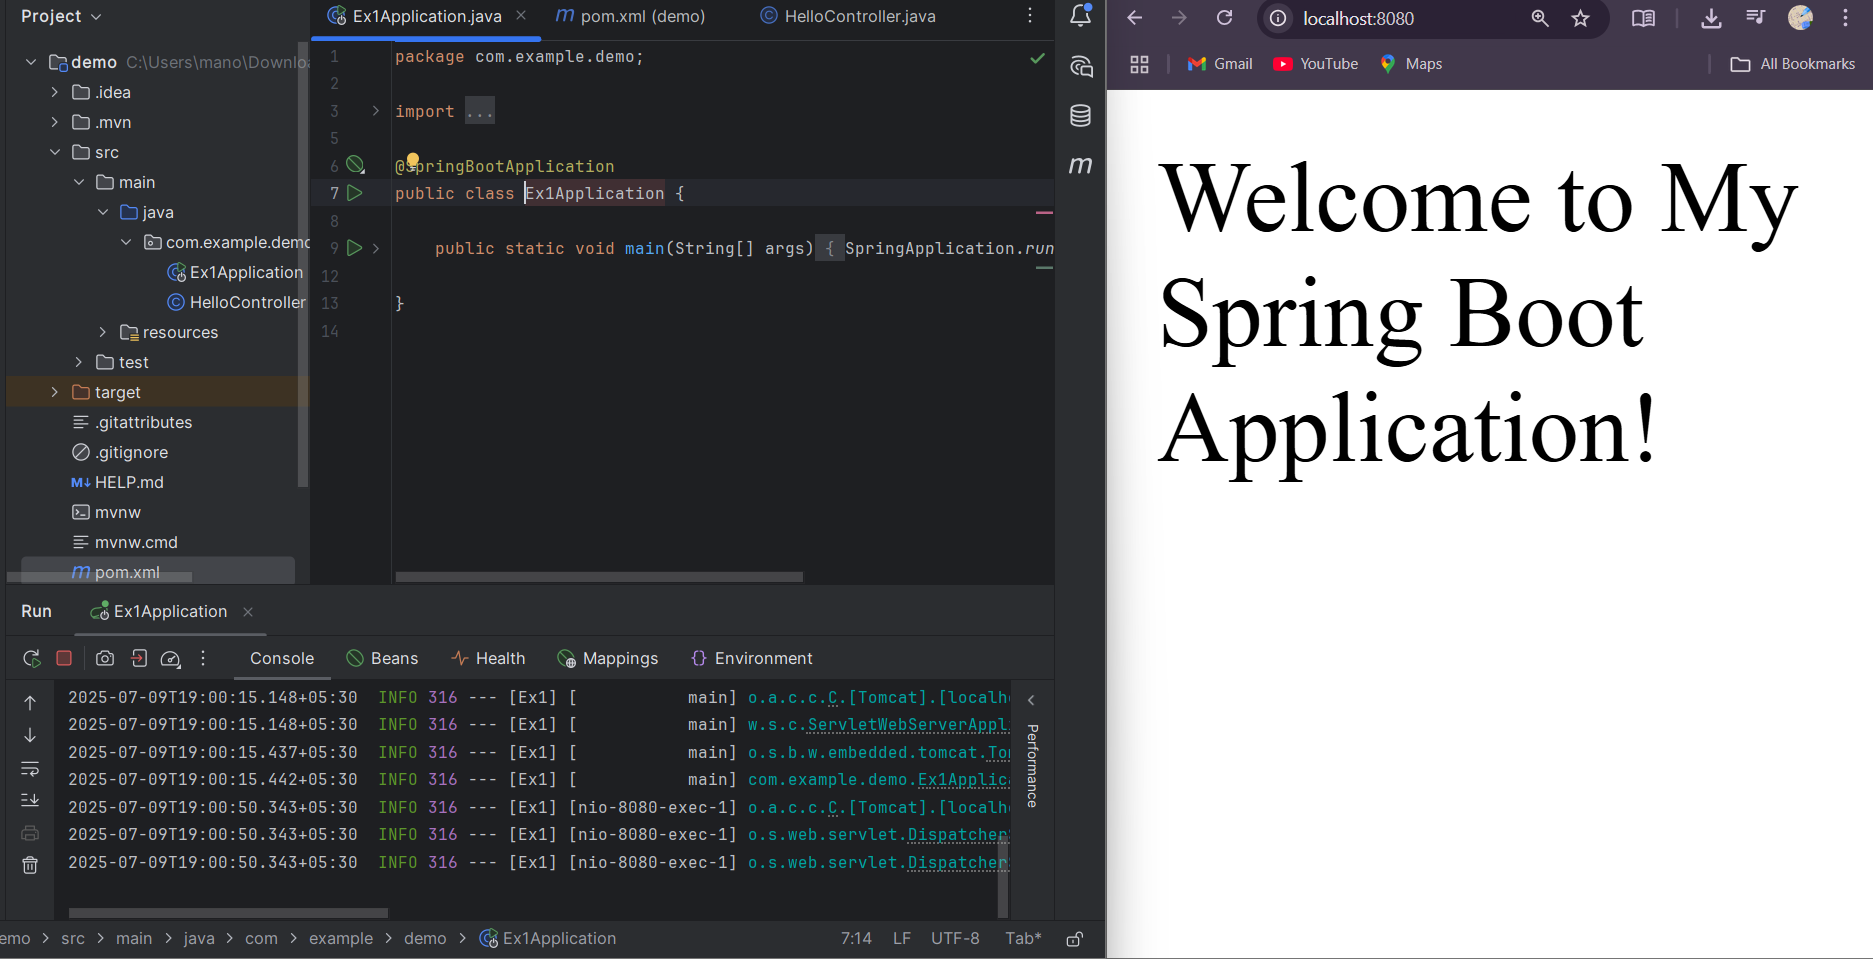 Project
demo C:\Users\mano\Downlo
.idea
.mvn
src
main
java
com.example.demo
Ex1Application
HelloController
resources
test
target
.gitattributes
.gitignore
M↓ HELP.md
mvnw
mvnw.cmd
m pom.xml
Ex1Application.java
m pom.xml (demo)
HelloController.java
1 package com.example.demo;
2
3 import ...
5
6 @SpringBootApplication
7 public class Ex1Application {
8
9 public static void main(String[] args) { SpringApplication.run
12
13 }
14
m
Run Ex1Application
Console Beans Health Mappings Environment
2025-07-09T19:00:15.148+05:30 INFO 316 --- [Ex1] [ main] o.a.c.c.C.[Tomcat].[localh
2025-07-09T19:00:15.148+05:30 INFO 316 --- [Ex1] [ main] w.s.c.ServletWebServerAppl
2025-07-09T19:00:15.437+05:30 INFO 316 --- [Ex1] [ main] o.s.b.w.embedded.tomcat.Tom
2025-07-09T19:00:15.442+05:30 INFO 316 --- [Ex1] [ main] com.example.demo.Ex1Applic
2025-07-09T19:00:50.343+05:30 INFO 316 --- [Ex1] [nio-8080-exec-1] o.a.c.c.C.[Tomcat].[localh
2025-07-09T19:00:50.343+05:30 INFO 316 --- [Ex1] [nio-8080-exec-1] o.s.web.servlet.Dispatcher
2025-07-09T19:00:50.343+05:30 INFO 316 --- [Ex1] [nio-8080-exec-1] o.s.web.servlet.Dispatcher
Performance
emo > src > main > java > com > example > demo > Ex1Application
7:14 LF UTF-8 Tab*
localhost:8080
Gmail YouTube Maps All Bookmarks
Welcome to My
Spring Boot
Application!